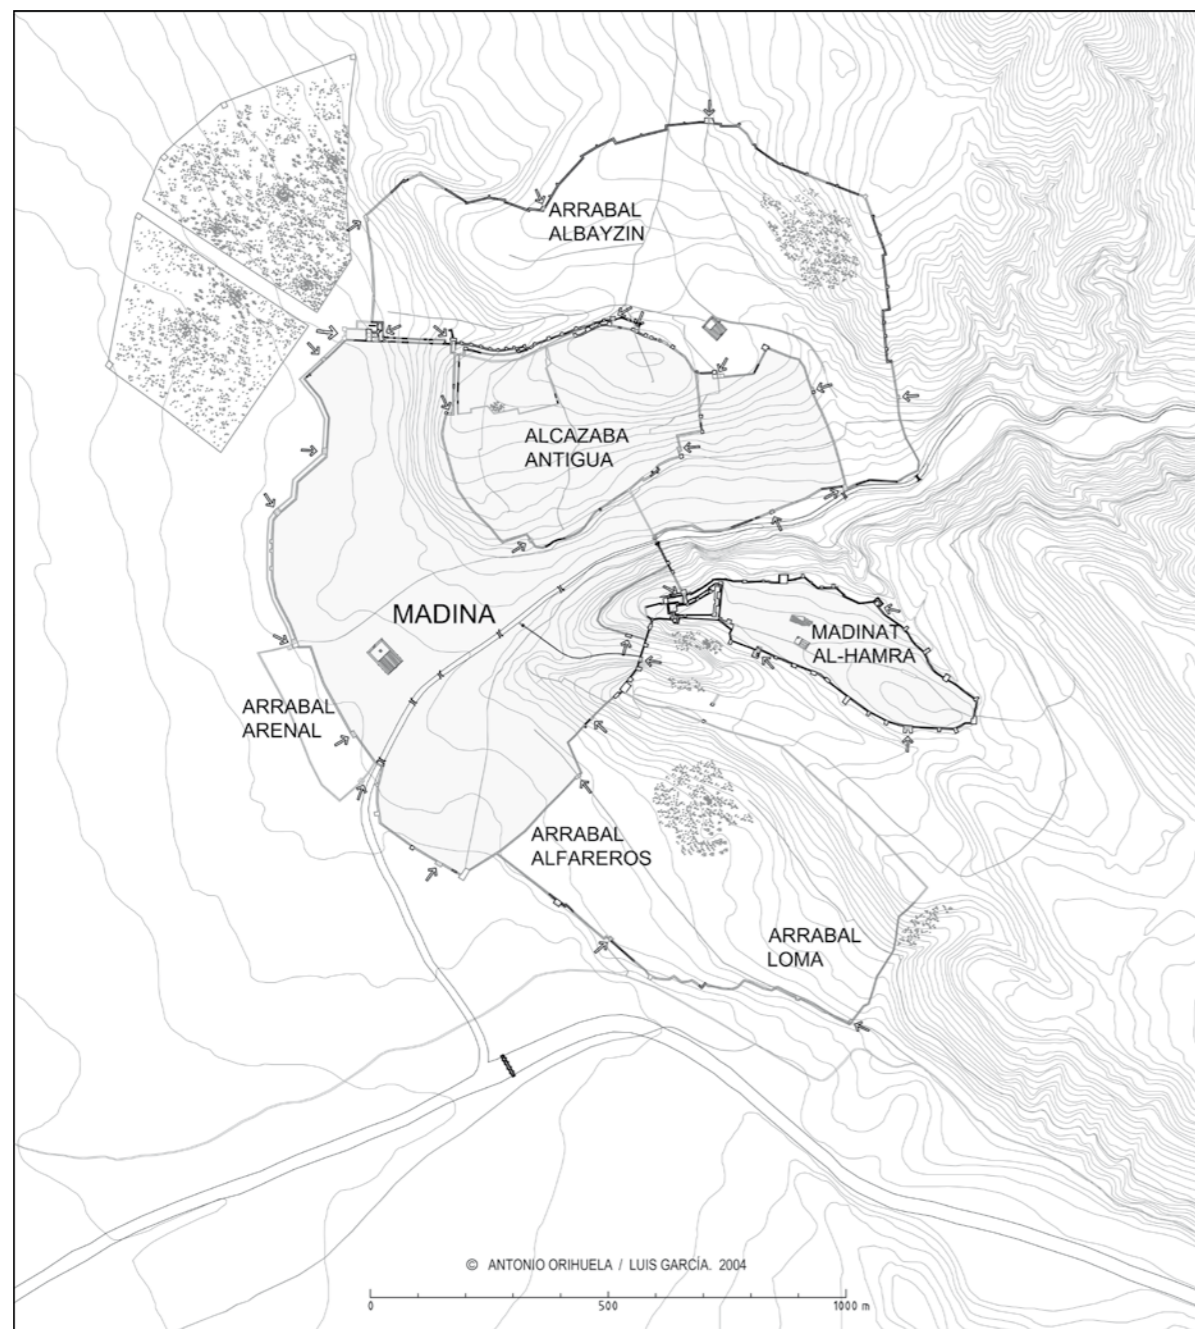 ARRABAL
ALBAYZIN
ALCAZABA
ANTIGUA
MADINA
MADINAT
AL-HAMRA
ARRABAL
ARENAL
ARRABAL
ALFAREROS
ARRABAL
LOMA
© ANTONIO ORIHUELA / LUIS GARCÍA. 2004
0 500 1000 m